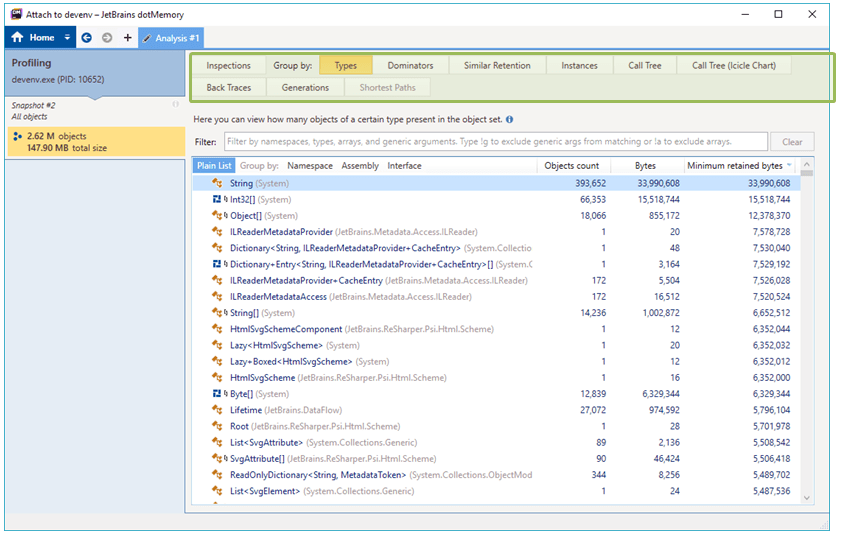 Attach to devenv – JetBrains dotMemory
Home
Analysis #1
Profiling
devenv.exe (PID: 10652)
Snapshot #2
All objects
2.62 M objects
147.90 MB total size
Inspections Group by: Types Dominators Similar Retention Instances Call Tree Call Tree (Icicle Chart)
Back Traces Generations Shortest Paths
Here you can view how many objects of a certain type present in the object set.
Filter: Filter by namespaces, types, arrays, and generic arguments. Type !g to exclude generic args from matching or !a to exclude arrays. Clear
Plain List Group by: Namespace Assembly Interface Objects count Bytes Minimum retained bytes
String (System) 393,652 33,990,608 33,990,608
Int32[] (System) 66,353 15,518,744 15,518,744
Object[] (System) 18,066 855,172 12,378,370
ILReaderMetadataProvider (JetBrains.Metadata.Access.ILReader) 1 20 7,578,728
Dictionary<String, ILReaderMetadataProvider+CacheEntry> (System.Collectio 1 48 7,530,040
Dictionary+Entry<String, ILReaderMetadataProvider+CacheEntry>[] (System.C 1 3,164 7,529,192
ILReaderMetadataProvider+CacheEntry (JetBrains.Metadata.Access.ILReader) 172 5,504 7,526,028
ILReaderMetadataAccess (JetBrains.Metadata.Access.ILReader) 172 16,512 7,520,524
String[] (System) 14,236 1,002,872 6,652,512
HtmlSvgSchemeComponent (JetBrains.ReSharper.Psi.Html.Scheme) 1 12 6,352,044
Lazy<HtmlSvgScheme> (System) 1 20 6,352,032
Lazy+Boxed<HtmlSvgScheme> (System) 1 12 6,352,012
HtmlSvgScheme (JetBrains.ReSharper.Psi.Html.Scheme) 1 16 6,352,000
Byte[] (System) 12,839 6,329,344 6,329,344
Lifetime (JetBrains.DataFlow) 27,072 974,592 5,796,104
Root (JetBrains.ReSharper.Psi.Html.Scheme) 1 28 5,701,978
List<SvgAttribute> (System.Collections.Generic) 89 2,136 5,508,542
SvgAttribute[] (JetBrains.ReSharper.Psi.Html.Scheme) 90 46,424 5,506,418
ReadOnlyDictionary<String, MetadataToken> (System.Collections.ObjectMod 344 8,256 5,489,702
List<SvgElement> (System.Collections.Generic) 1 24 5,487,536